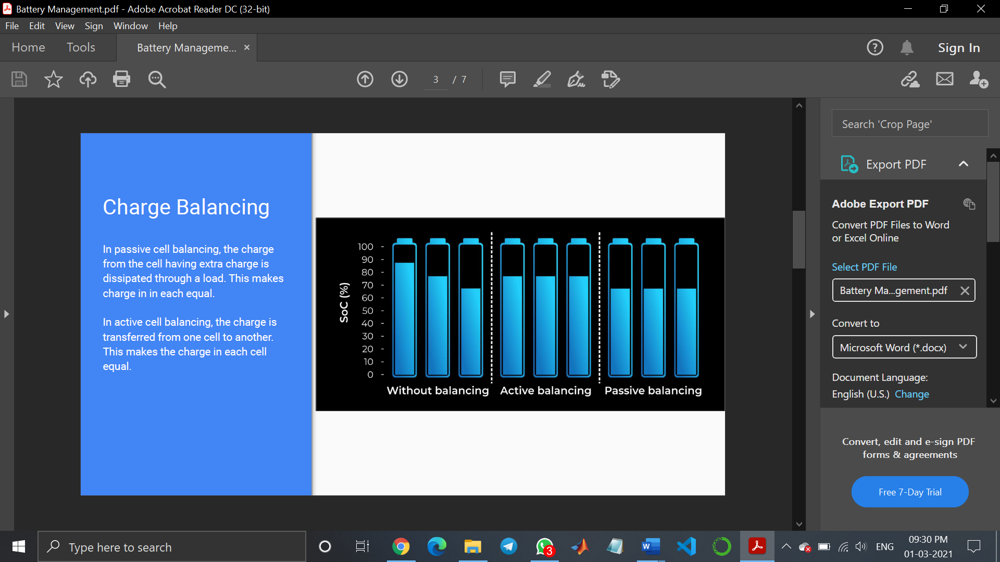 Battery Management.pdf - Adobe Acrobat Reader DC (32-bit)
File Edit View Sign Window Help
Home Tools Battery Manageme... × ? Sign In
3 / 7
Search 'Crop Page'
Export PDF
Adobe Export PDF
Convert PDF Files to Word
or Excel Online
Select PDF File
Battery Ma...gement.pdf
Convert to
Microsoft Word (*.docx)
Document Language:
English (U.S.) Change
Convert, edit and e-sign PDF
forms & agreements
Free 7-Day Trial
Charge Balancing
In passive cell balancing, the charge
from the cell having extra charge is
dissipated through a load. This makes
charge in in each equal.
In active cell balancing, the charge is
transferred from one cell to another.
This makes the charge in each cell
equal.
SoC (%)
100 -
90 -
80 -
70 -
60 -
50 -
40 -
30 -
20 -
10 -
0 -
Without balancing Active balancing Passive balancing
Type here to search
3
W
ENG
09:30 PM
01-03-2021